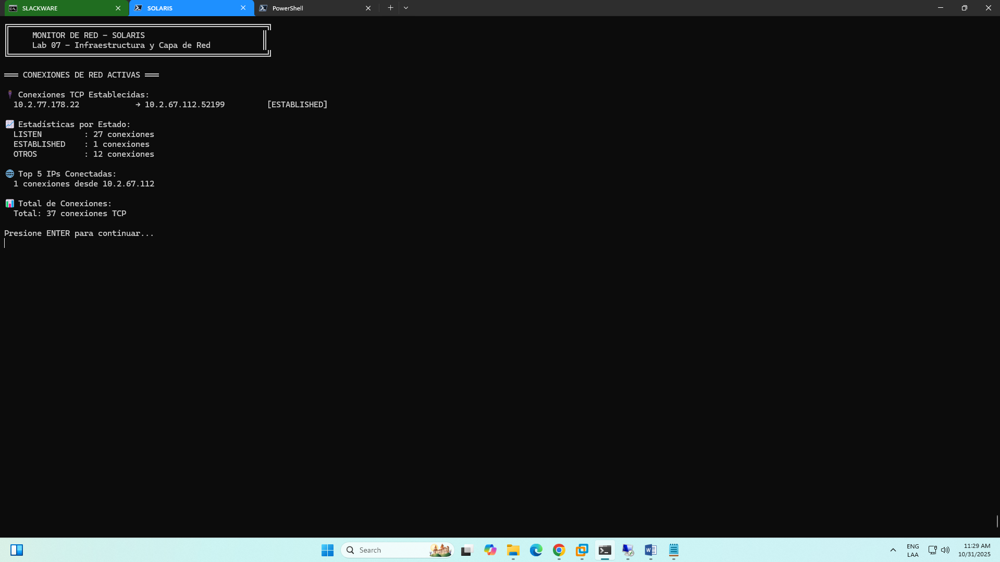 SLACKWARE
SOLARIS
PowerShell
MONITOR DE RED - SOLARIS
Lab 07 - Infraestructura y Capa de Red
═══ CONEXIONES DE RED ACTIVAS ═══
Conexiones TCP Establecidas:
10.2.77.178.22 → 10.2.67.112.52199 [ESTABLISHED]
Estadísticas por Estado:
LISTEN : 27 conexiones
ESTABLISHED : 1 conexiones
OTROS : 12 conexiones
Top 5 IPs Conectadas:
1 conexiones desde 10.2.67.112
Total de Conexiones:
Total: 37 conexiones TCP
Presione ENTER para continuar...
Search
ENG
LAA
11:29 AM
10/31/2025